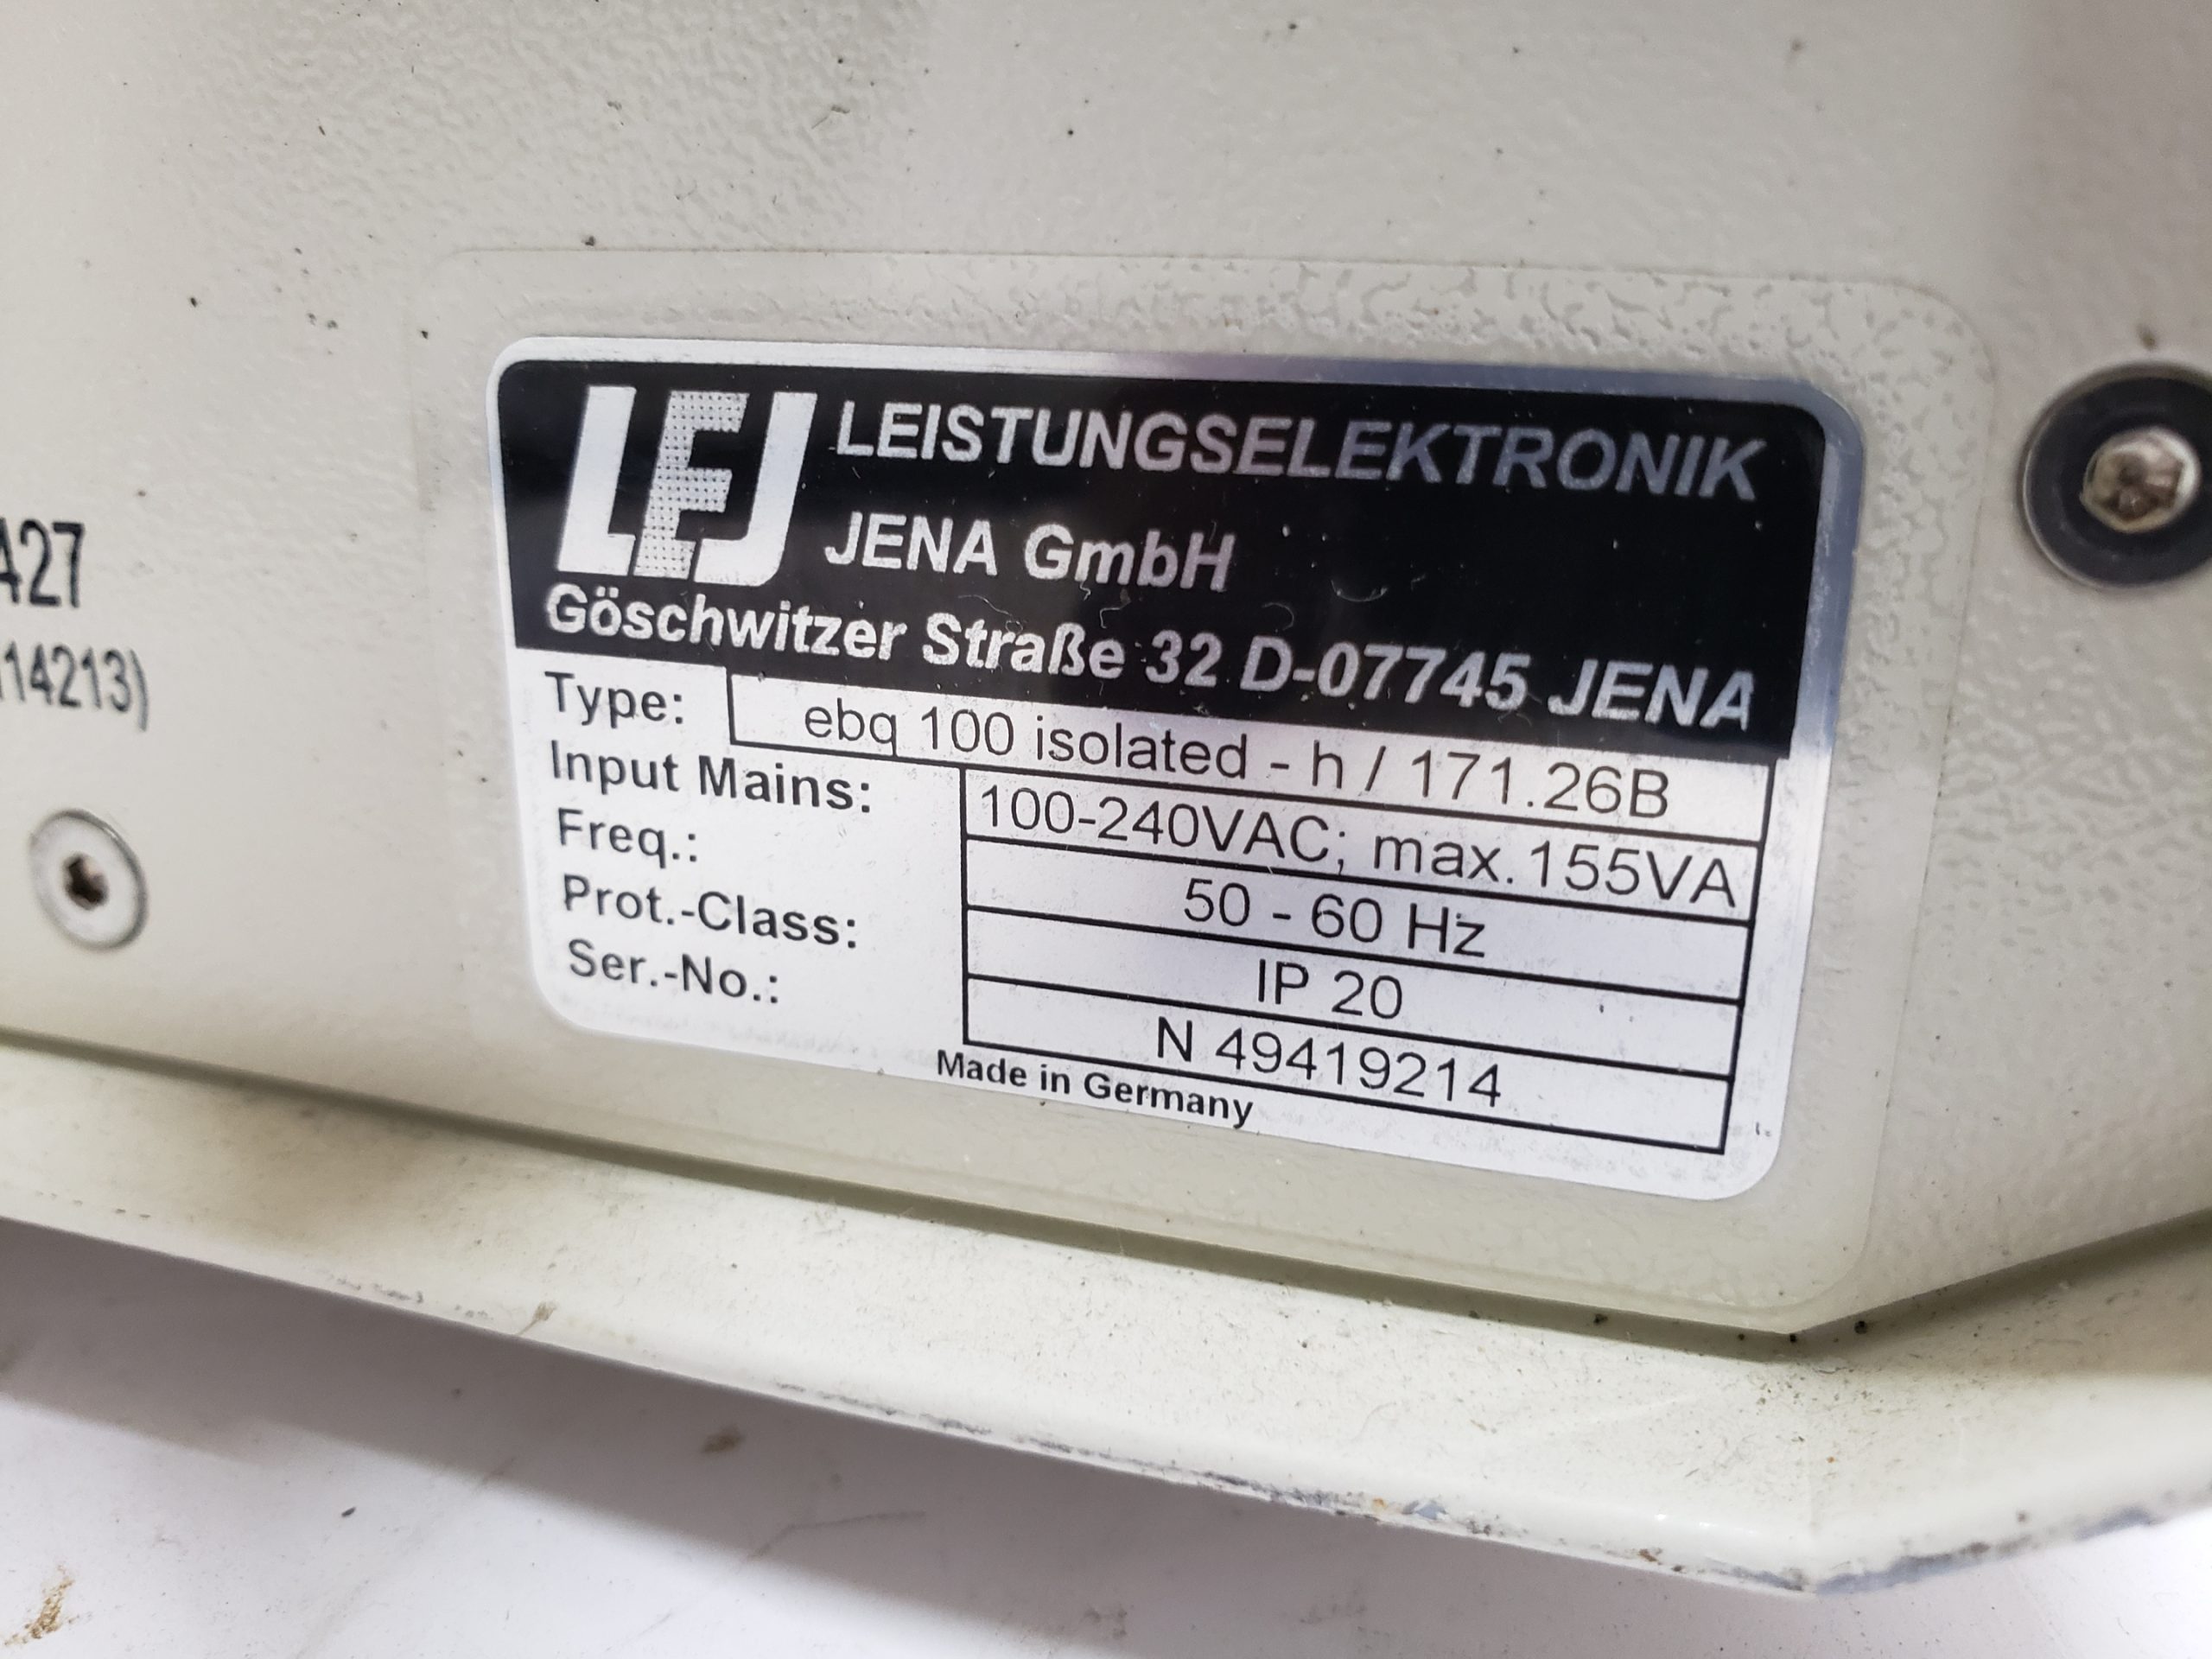 LEJ LEISTUNGSELEKTRONIK
JENA GmbH
Göschwitzer Straße 32 D-07745 JENA
Type: ebq 100 isolated - h / 171.26B
Input Mains: 100-240VAC; max. 155VA
Freq.: 50 - 60 Hz
Prot.-Class: IP 20
Ser.-No.: N 49419214
Made in Germany
427
14213)